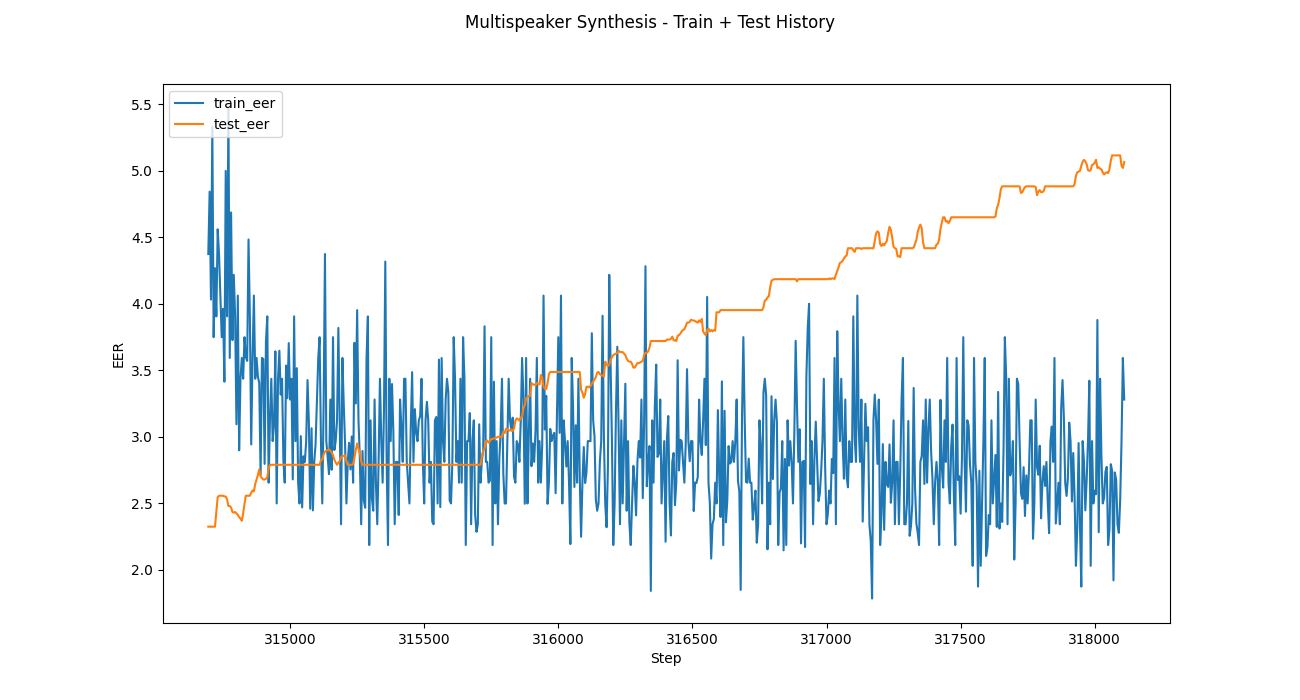 Multispeaker Synthesis - Train + Test History
train_eer
test_eer
5.5
5.0
4.5
4.0
3.5
3.0
2.5
2.0
EER
315000 315500 316000 316500 317000 317500 318000
Step